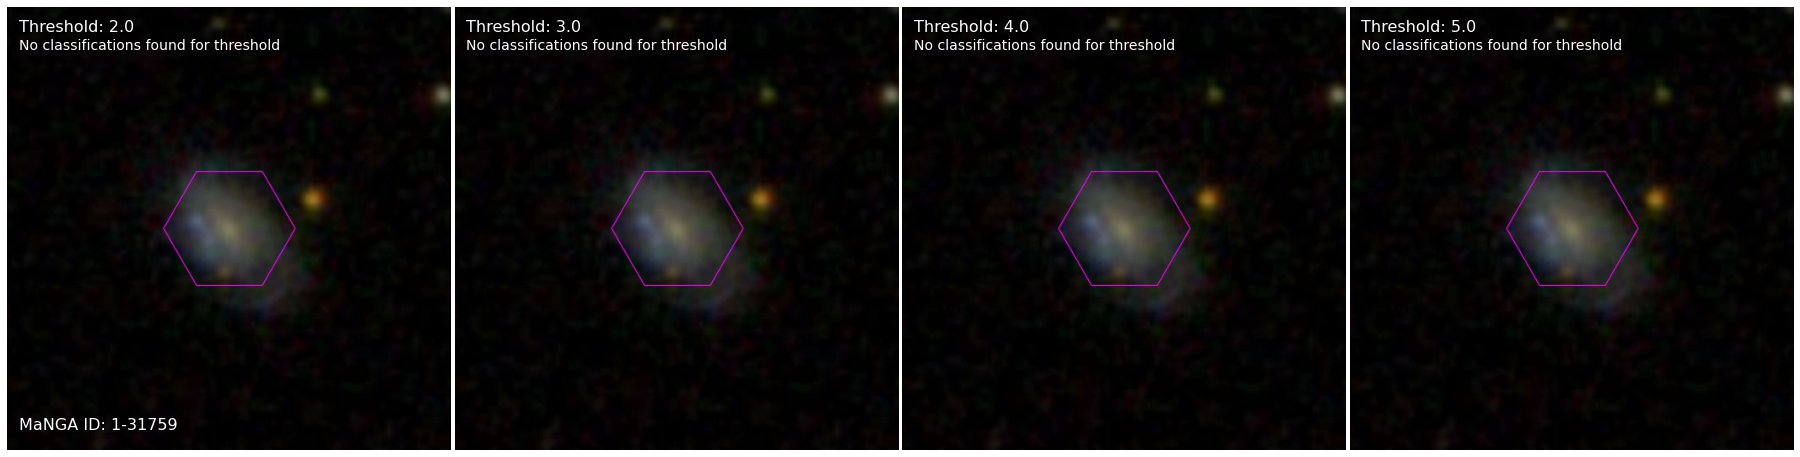 Threshold: 2.0
No classifications found for threshold
MaNGA ID: 1-31759
Threshold: 3.0
No classifications found for threshold
Threshold: 4.0
No classifications found for threshold
Threshold: 5.0
No classifications found for threshold